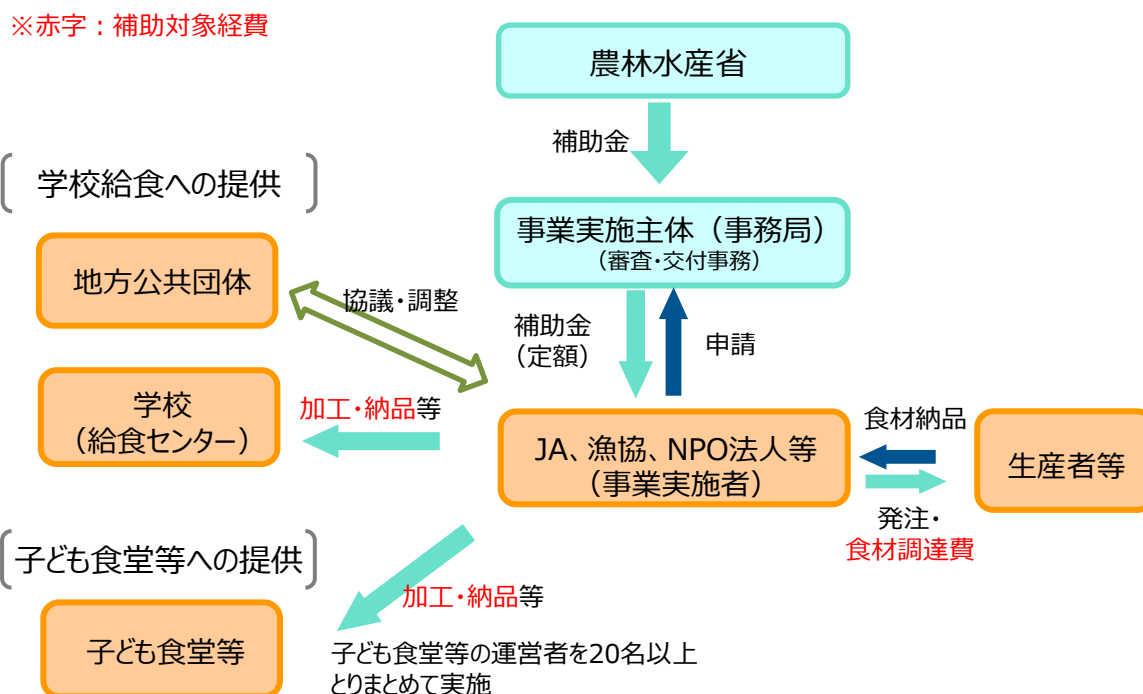 ※赤字:補助対象経費
農林水産省
補助金
学校給食への提供
事業実施主体(事務局)
(審査・交付事務)
地方公共団体
協議・調整
補助金
(定額)
申請
学校
(給食センター)
加工・納品等
JA、漁協、NPO法人等
(事業実施者)
食材納品
生産者等
発注・
食材調達費
子ども食堂等への提供
加工・納品等
子ども食堂等
子ども食堂等の運営者を20名以上
とりまとめて実施